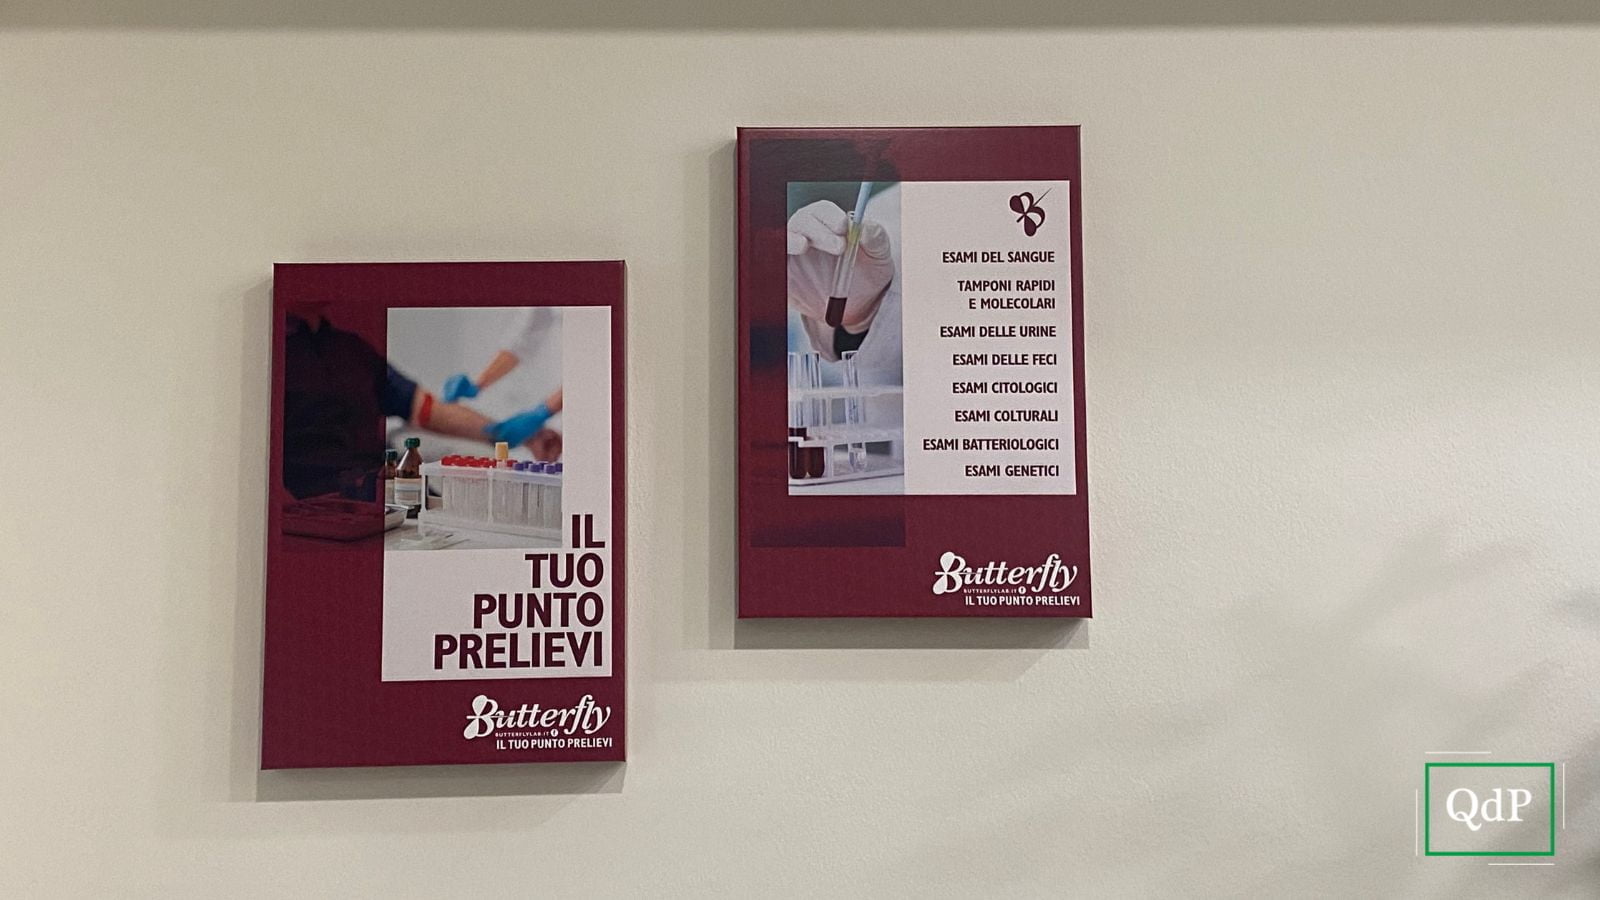 IL
TUO
PUNTO
PRELIEVI
Butterfly
BUTTERFLYLAB.IT f
IL TUO PUNTO PRELIEVI
B
ESAMI DEL SANGUE
TAMPONI RAPIDI
E MOLECOLARI
ESAMI DELLE URINE
ESAMI DELLE FECI
ESAMI CITOLOGICI
ESAMI COLTURALI
ESAMI BATTERIOLOGICI
ESAMI GENETICI
Butterfly
BUTTERFLYLAB.IT f
IL TUO PUNTO PRELIEVI
QdP